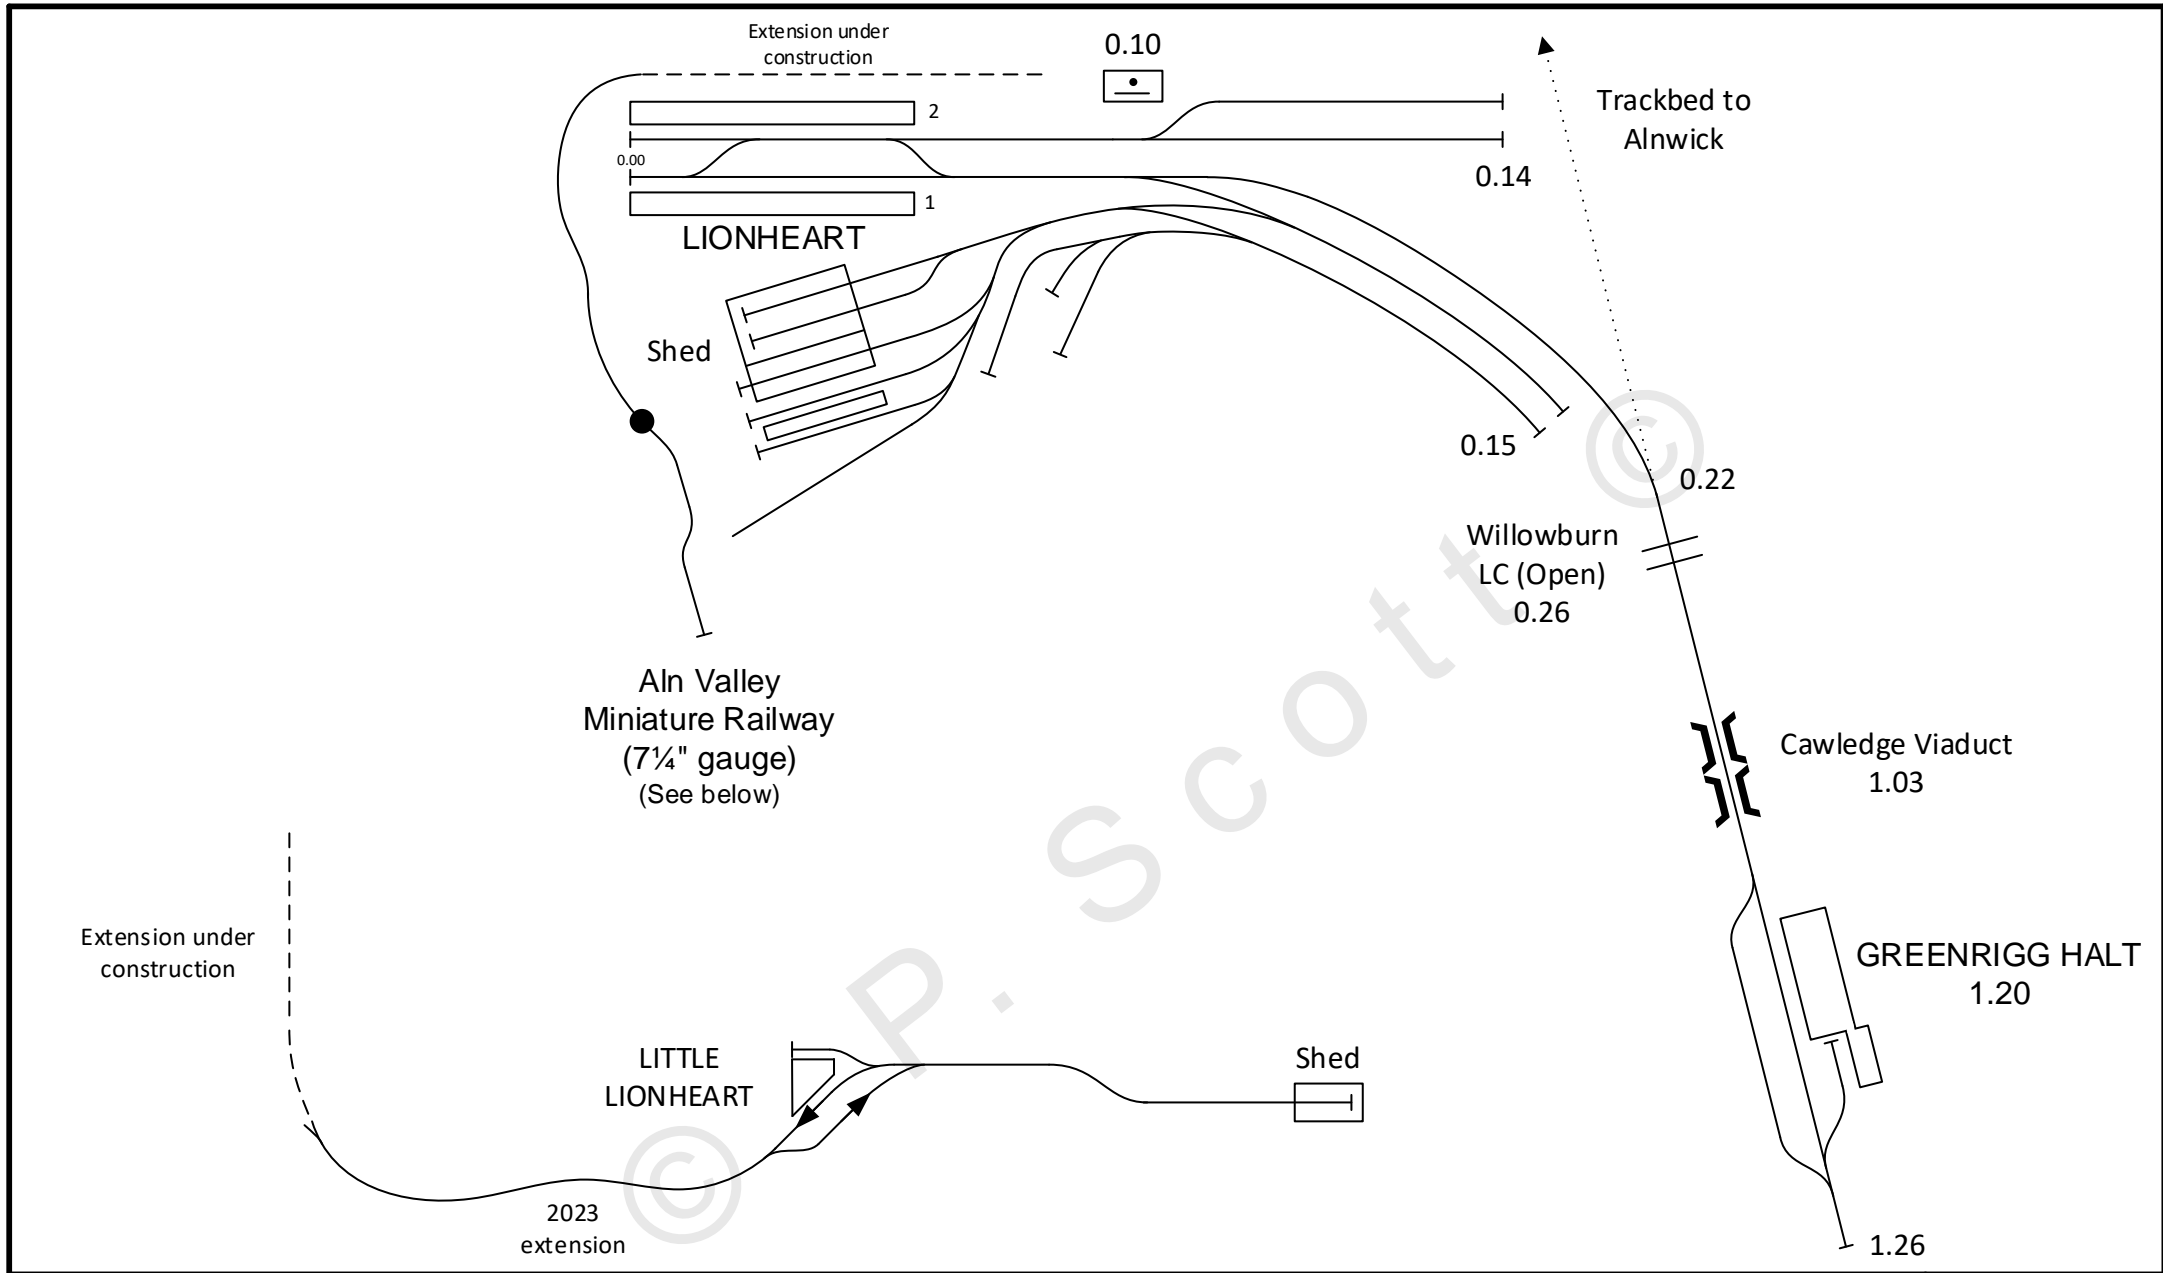 Extension under
construction
0.10
2
Trackbed to
Alnwick
0.00
0.14
1
LIONHEART
Shed
0.15
0.22
Willowburn
LC (Open)
0.26
Aln Valley
Miniature Railway
(7¼" gauge)
(See below)
Cawledge Viaduct
1.03
Extension under
construction
GREENRIGG HALT
1.20
LITTLE
LIONHEART
Shed
2023
extension
1.26
© P. Scott ©